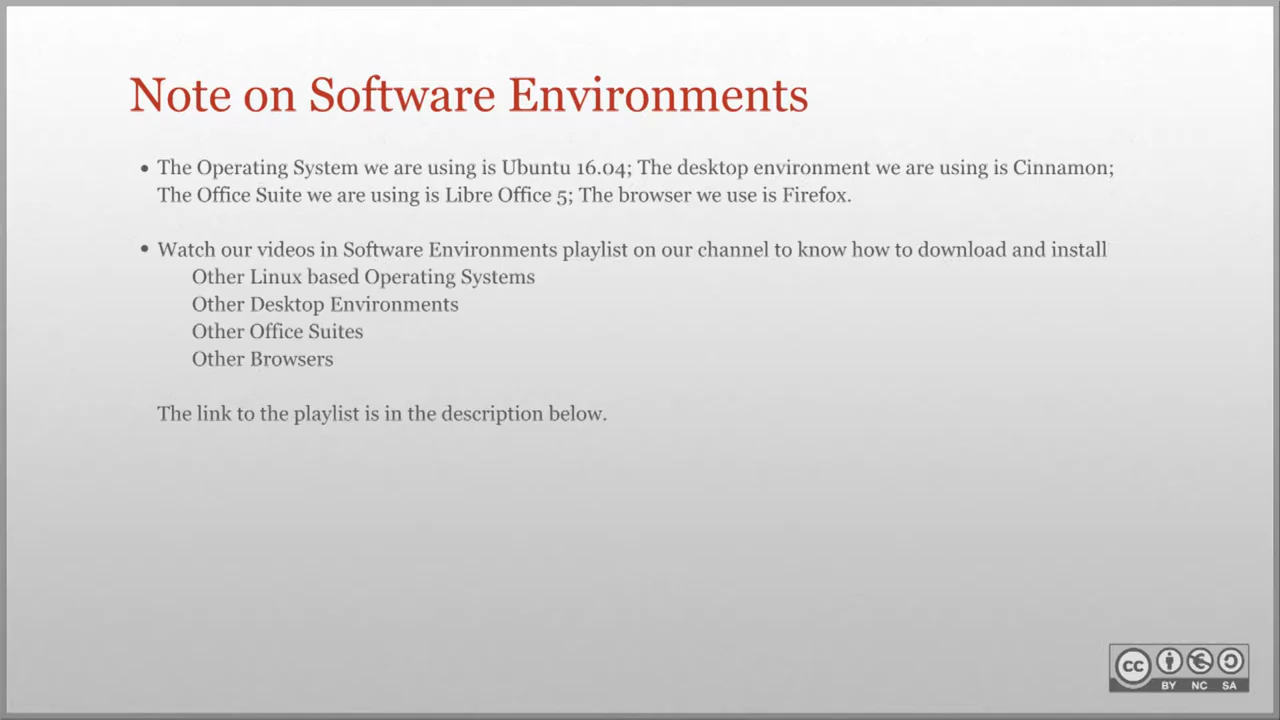 Note on Software Environments
• The Operating System we are using is Ubuntu 16.04; The desktop environment we are using is Cinnamon;
The Office Suite we are using is Libre Office 5; The browser we use is Firefox.
• Watch our videos in Software Environments playlist on our channel to know how to download and install
Other Linux based Operating Systems
Other Desktop Environments
Other Office Suites
Other Browsers
The link to the playlist is in the description below.
cc
BY NC SA